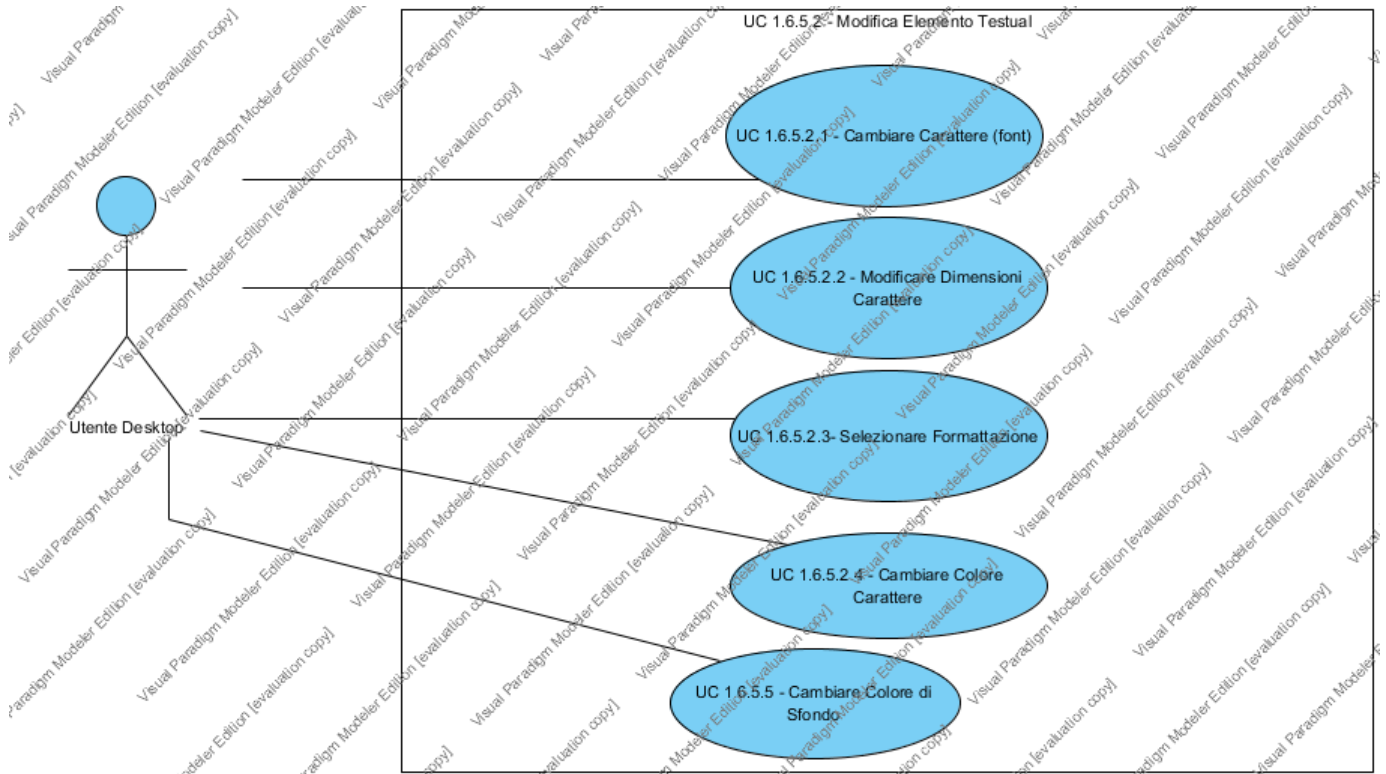 UC 1.6.5.2 - Modifica Elemento Testual
UC 1.6.5.2.1 - Cambiare Carattere (font)
UC 1.6.5.2.2 - Modificare Dimensioni
Carattere
UC 1.6.5.2.3- Selezionare Formattazione
Utente Desktop
UC 1.6.5.2.4 - Cambiare Colore
Carattere
UC 1.6.5.5 - Cambiare Colore di
Sfondo
Visual Paradigm Modeler Edition [evaluation copy]